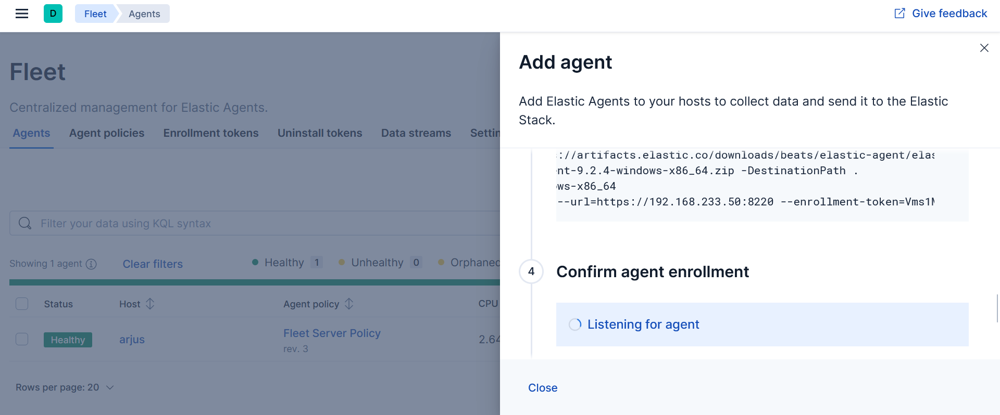 D
Fleet
Agents
Give feedback
Fleet
Centralized management for Elastic Agents.
Agents
Agent policies
Enrollment tokens
Uninstall tokens
Data streams
Settin
Filter your data using KQL syntax
Showing 1 agent
Clear filters
Healthy 1
Unhealthy 0
Orphaned
Status
Host
Agent policy
CPU
Healthy
arjus
Fleet Server Policy
rev. 3
2.64
Rows per page: 20
Add agent
Add Elastic Agents to your hosts to collect data and send it to the Elastic
Stack.
://artifacts.elastic.co/downloads/beats/elastic-agent/elas
ent-9.2.4-windows-x86_64.zip -DestinationPath .
ows-x86_64
--url=https://192.168.233.50:8220 --enrollment-token=Vms1M
4
Confirm agent enrollment
Listening for agent
Close